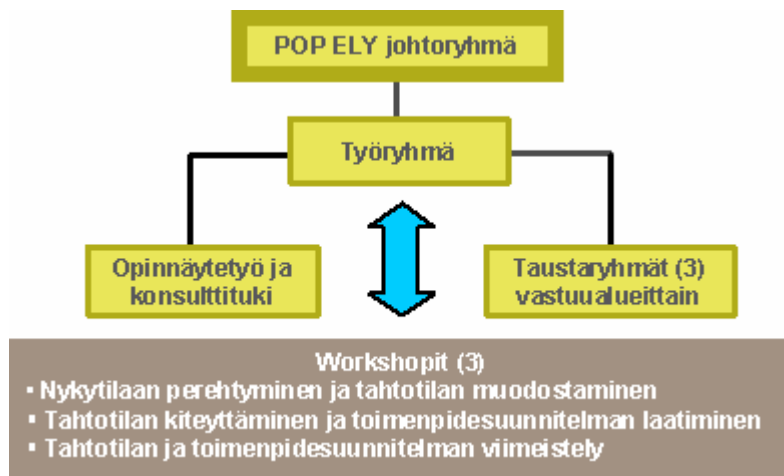 POP ELY johtoryhmä
Työryhmä
Opinnäytetyö ja
konsulttituki
Taustaryhmät (3)
vastuualueittain
Workshopit (3)
▪ Nykytilaan perehtyminen ja tahtotilan muodostaminen
▪ Tahtotilan kiteyttäminen ja toimenpidesuunnitelman laatiminen
▪ Tahtotilan ja toimenpidesuunnitelman viimeistely